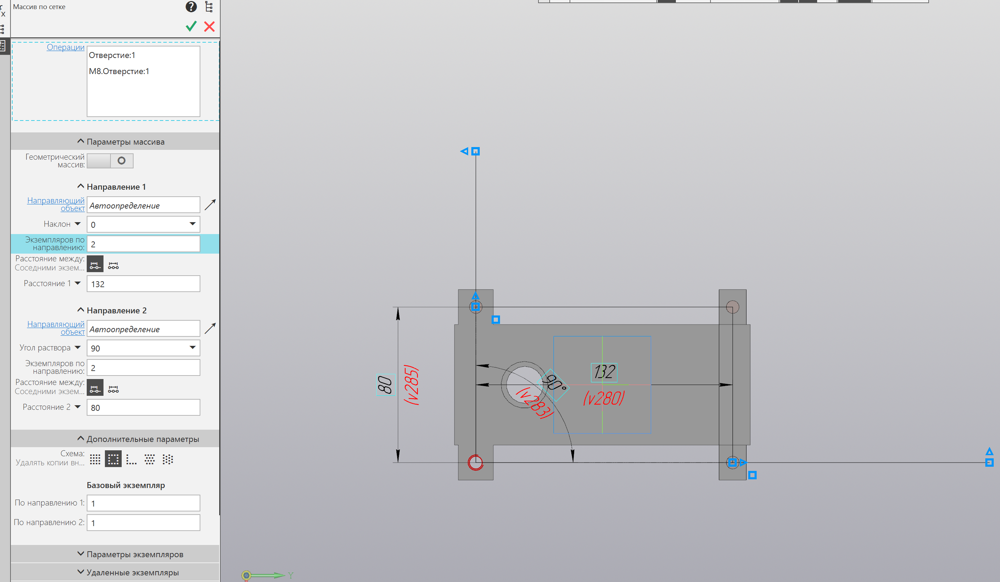 Массив по сетке
Операции
Отверстие:1
М8.Отверстие:1
Параметры массива
Геометрический
массив:
Направление 1
Направляющий
объект
Автоопределение
Наклон
0
Экземпляров по
направлению:
2
Расстояние между:
Соседними экзем...
Расстояние 1
132
Направление 2
Направляющий
объект
Автоопределение
Угол раствора
90
Экземпляров по
направлению:
2
Расстояние между:
Соседними экзем...
Расстояние 2
80
Дополнительные параметры
Схема:
Удалять копии вн...
Базовый экземпляр
По направлению 1:
1
По направлению 2:
1
Параметры экземпляров
Удаленные экземпляры
80
(v285)
90°
(v283)
132
(v280)
Y